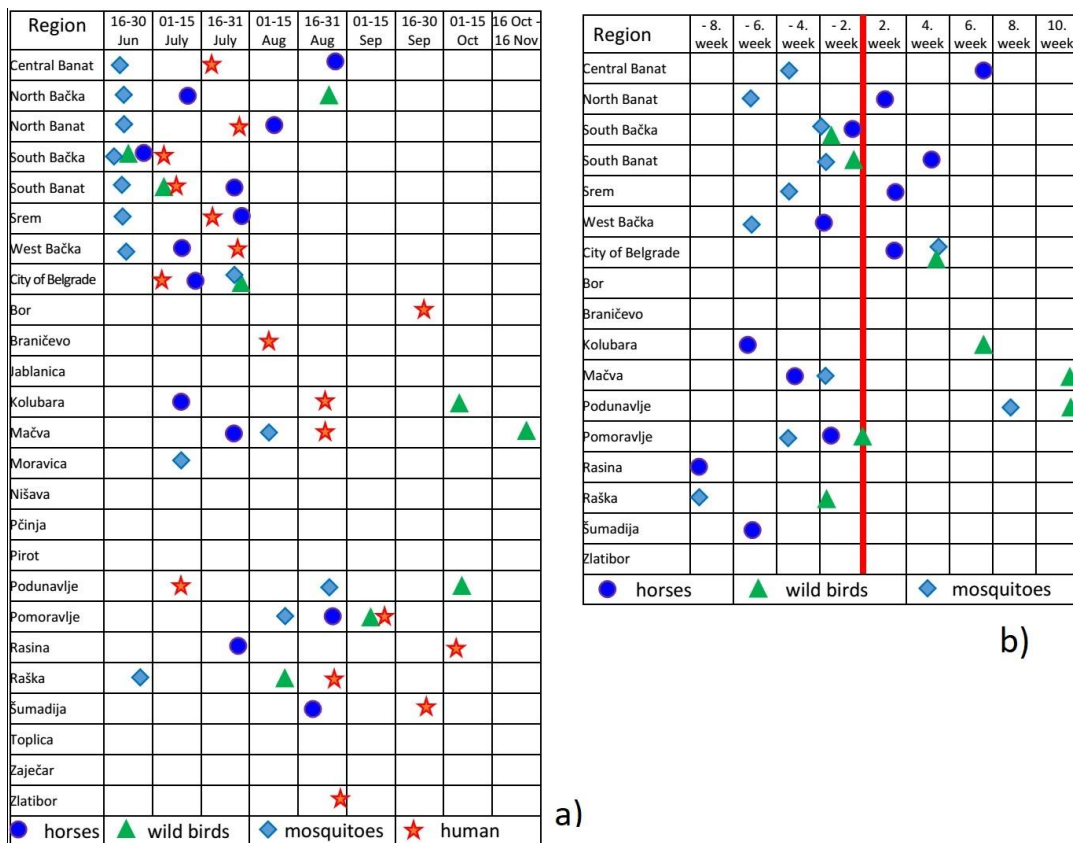 Region 16-30 01-15 16-31 01-15 16-31 01-15 16-30 01-15 16 Oct -
Jun July July Aug Aug Sep Sep Oct 16 Nov
Central Banat
North Bačka
North Banat
South Bačka
South Banat
Srem
West Bačka
City of Belgrade
Bor
Braničevo
Jablanica
Kolubara
Mačva
Moravica
Nišava
Pčinja
Pirot
Podunavlje
Pomoravlje
Rasina
Raška
Šumadija
Toplica
Zaječar
Zlatibor
horses wild birds mosquitoes human
a)
Region - 8. - 6. - 4. - 2. 2. 4. 6. 8. 10.
week week week week week week week week week
Central Banat
North Banat
South Bačka
South Banat
Srem
West Bačka
City of Belgrade
Bor
Braničevo
Kolubara
Mačva
Podunavlje
Pomoravlje
Rasina
Raška
Šumadija
Zlatibor
horses wild birds mosquitoes
b)